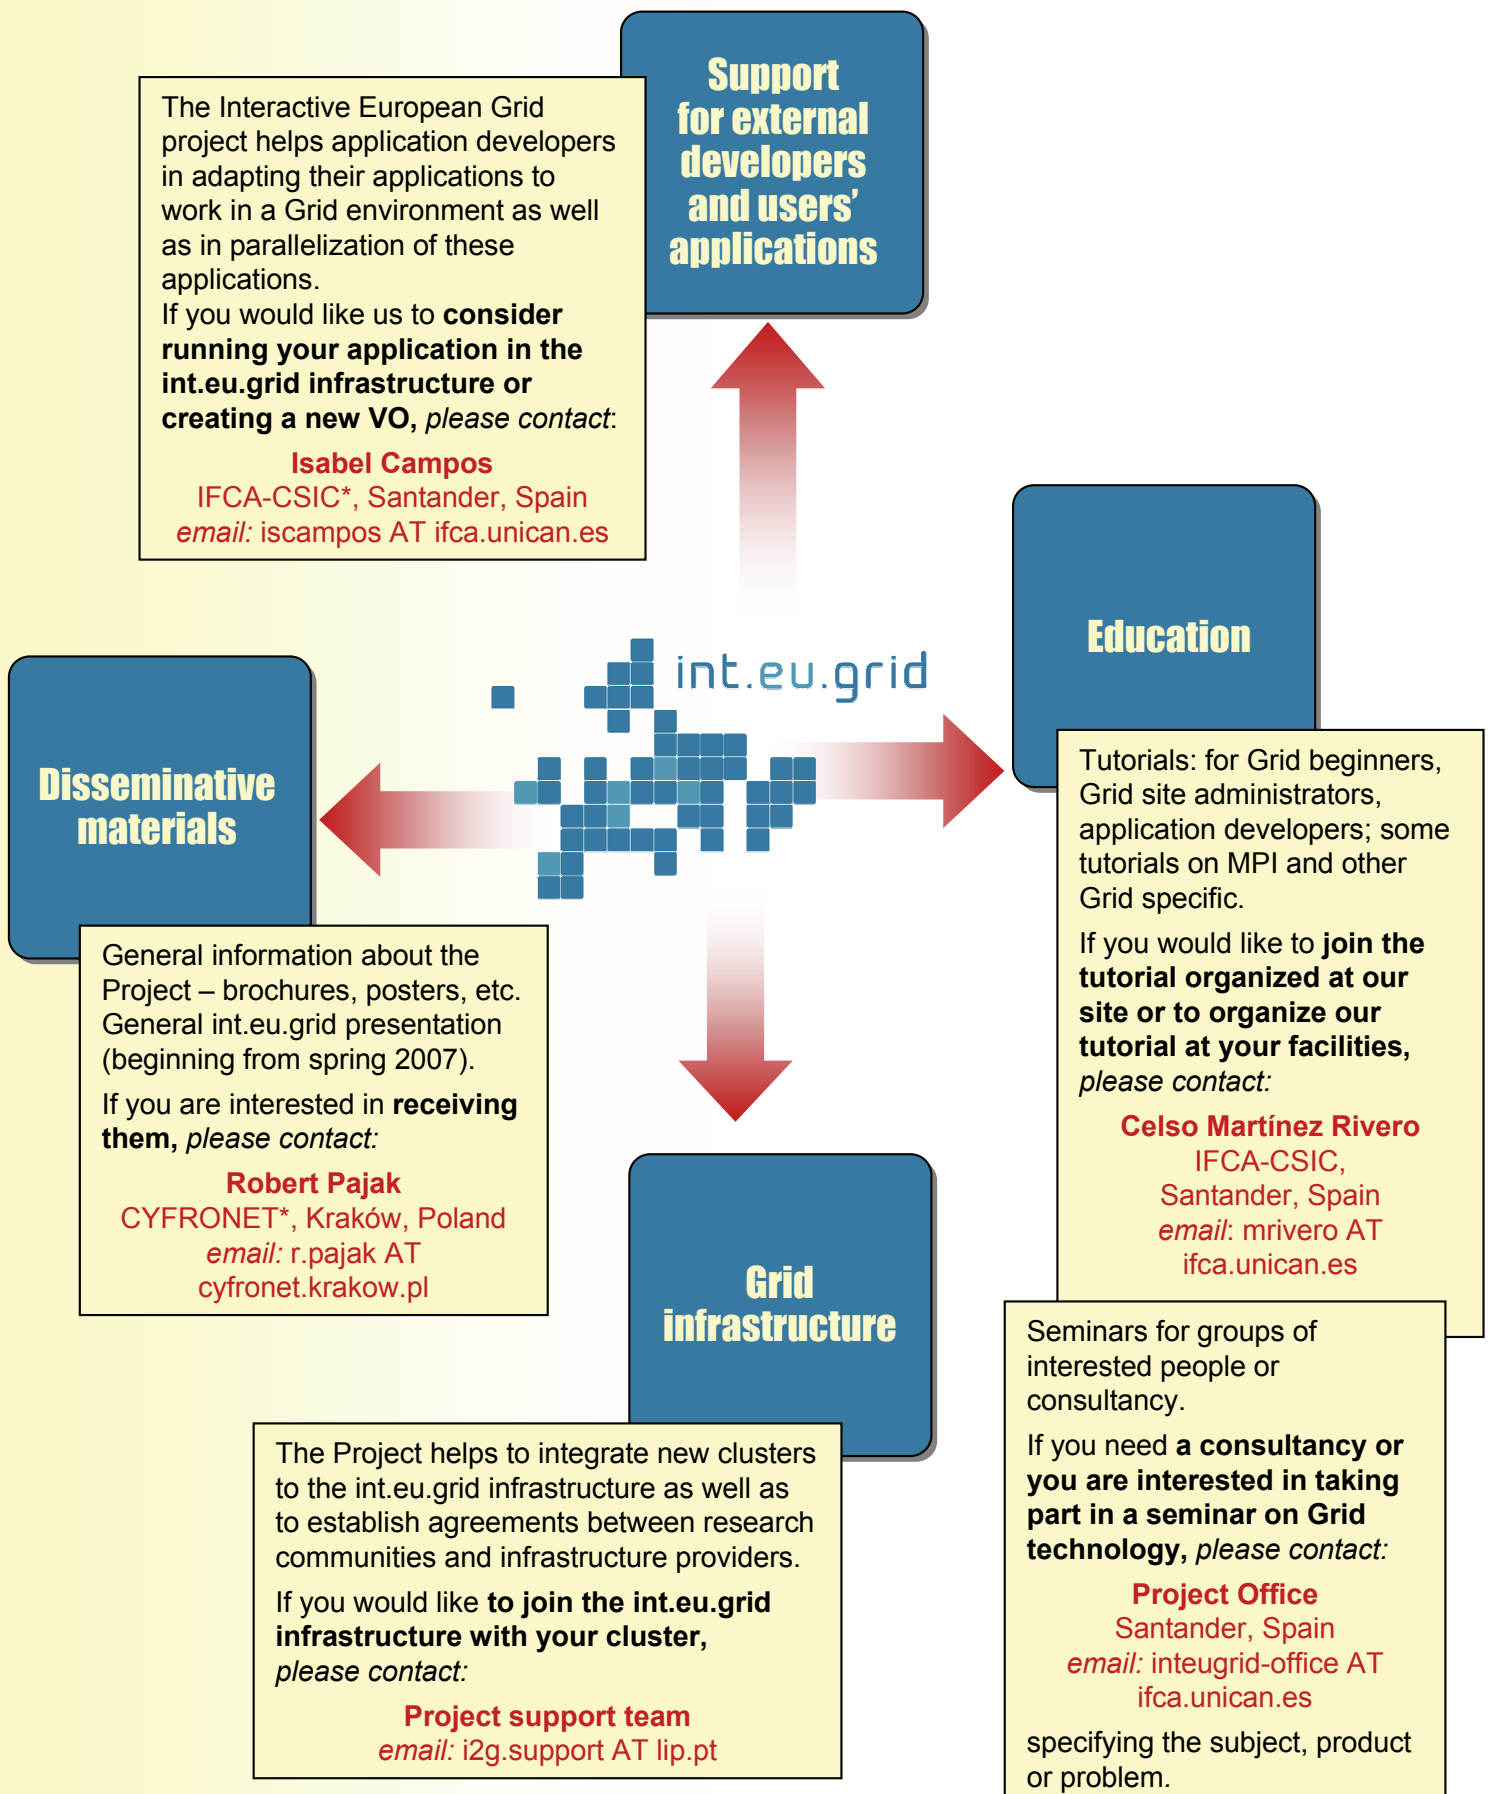 Support
for external
developers
and users’
applications
The Interactive European Grid
project helps application developers
in adapting their applications to
work in a Grid environment as well
as in parallelization of these
applications.
If you would like us to consider
running your application in the
int.eu.grid infrastructure or
creating a new VO, please contact:
Isabel Campos
IFCA-CSIC*, Santander, Spain
email: iscampos AT ifca.unican.es
int.eu.grid
Education
Tutorials: for Grid beginners,
Grid site administrators,
application developers; some
tutorials on MPI and other
Grid specific.
If you would like to join the
tutorial organized at our
site or to organize our
tutorial at your facilities,
please contact:
Celso Martínez Rivero
IFCA-CSIC,
Santander, Spain
email: mrivero AT
ifca.unican.es
Seminars for groups of
interested people or
consultancy.
If you need a consultancy or
you are interested in taking
part in a seminar on Grid
technology, please contact:
Project Office
Santander, Spain
email: inteugrid-office AT
ifca.unican.es
specifying the subject, product
or problem.
Disseminative
materials
General information about the
Project – brochures, posters, etc.
General int.eu.grid presentation
(beginning from spring 2007).
If you are interested in receiving
them, please contact:
Robert Pajak
CYFRONET*, Kraków, Poland
email: r.pajak AT
cyfronet.krakow.pl
Grid
infrastructure
The Project helps to integrate new clusters
to the int.eu.grid infrastructure as well as
to establish agreements between research
communities and infrastructure providers.
If you would like to join the int.eu.grid
infrastructure with your cluster,
please contact:
Project support team
email: i2g.support AT lip.pt